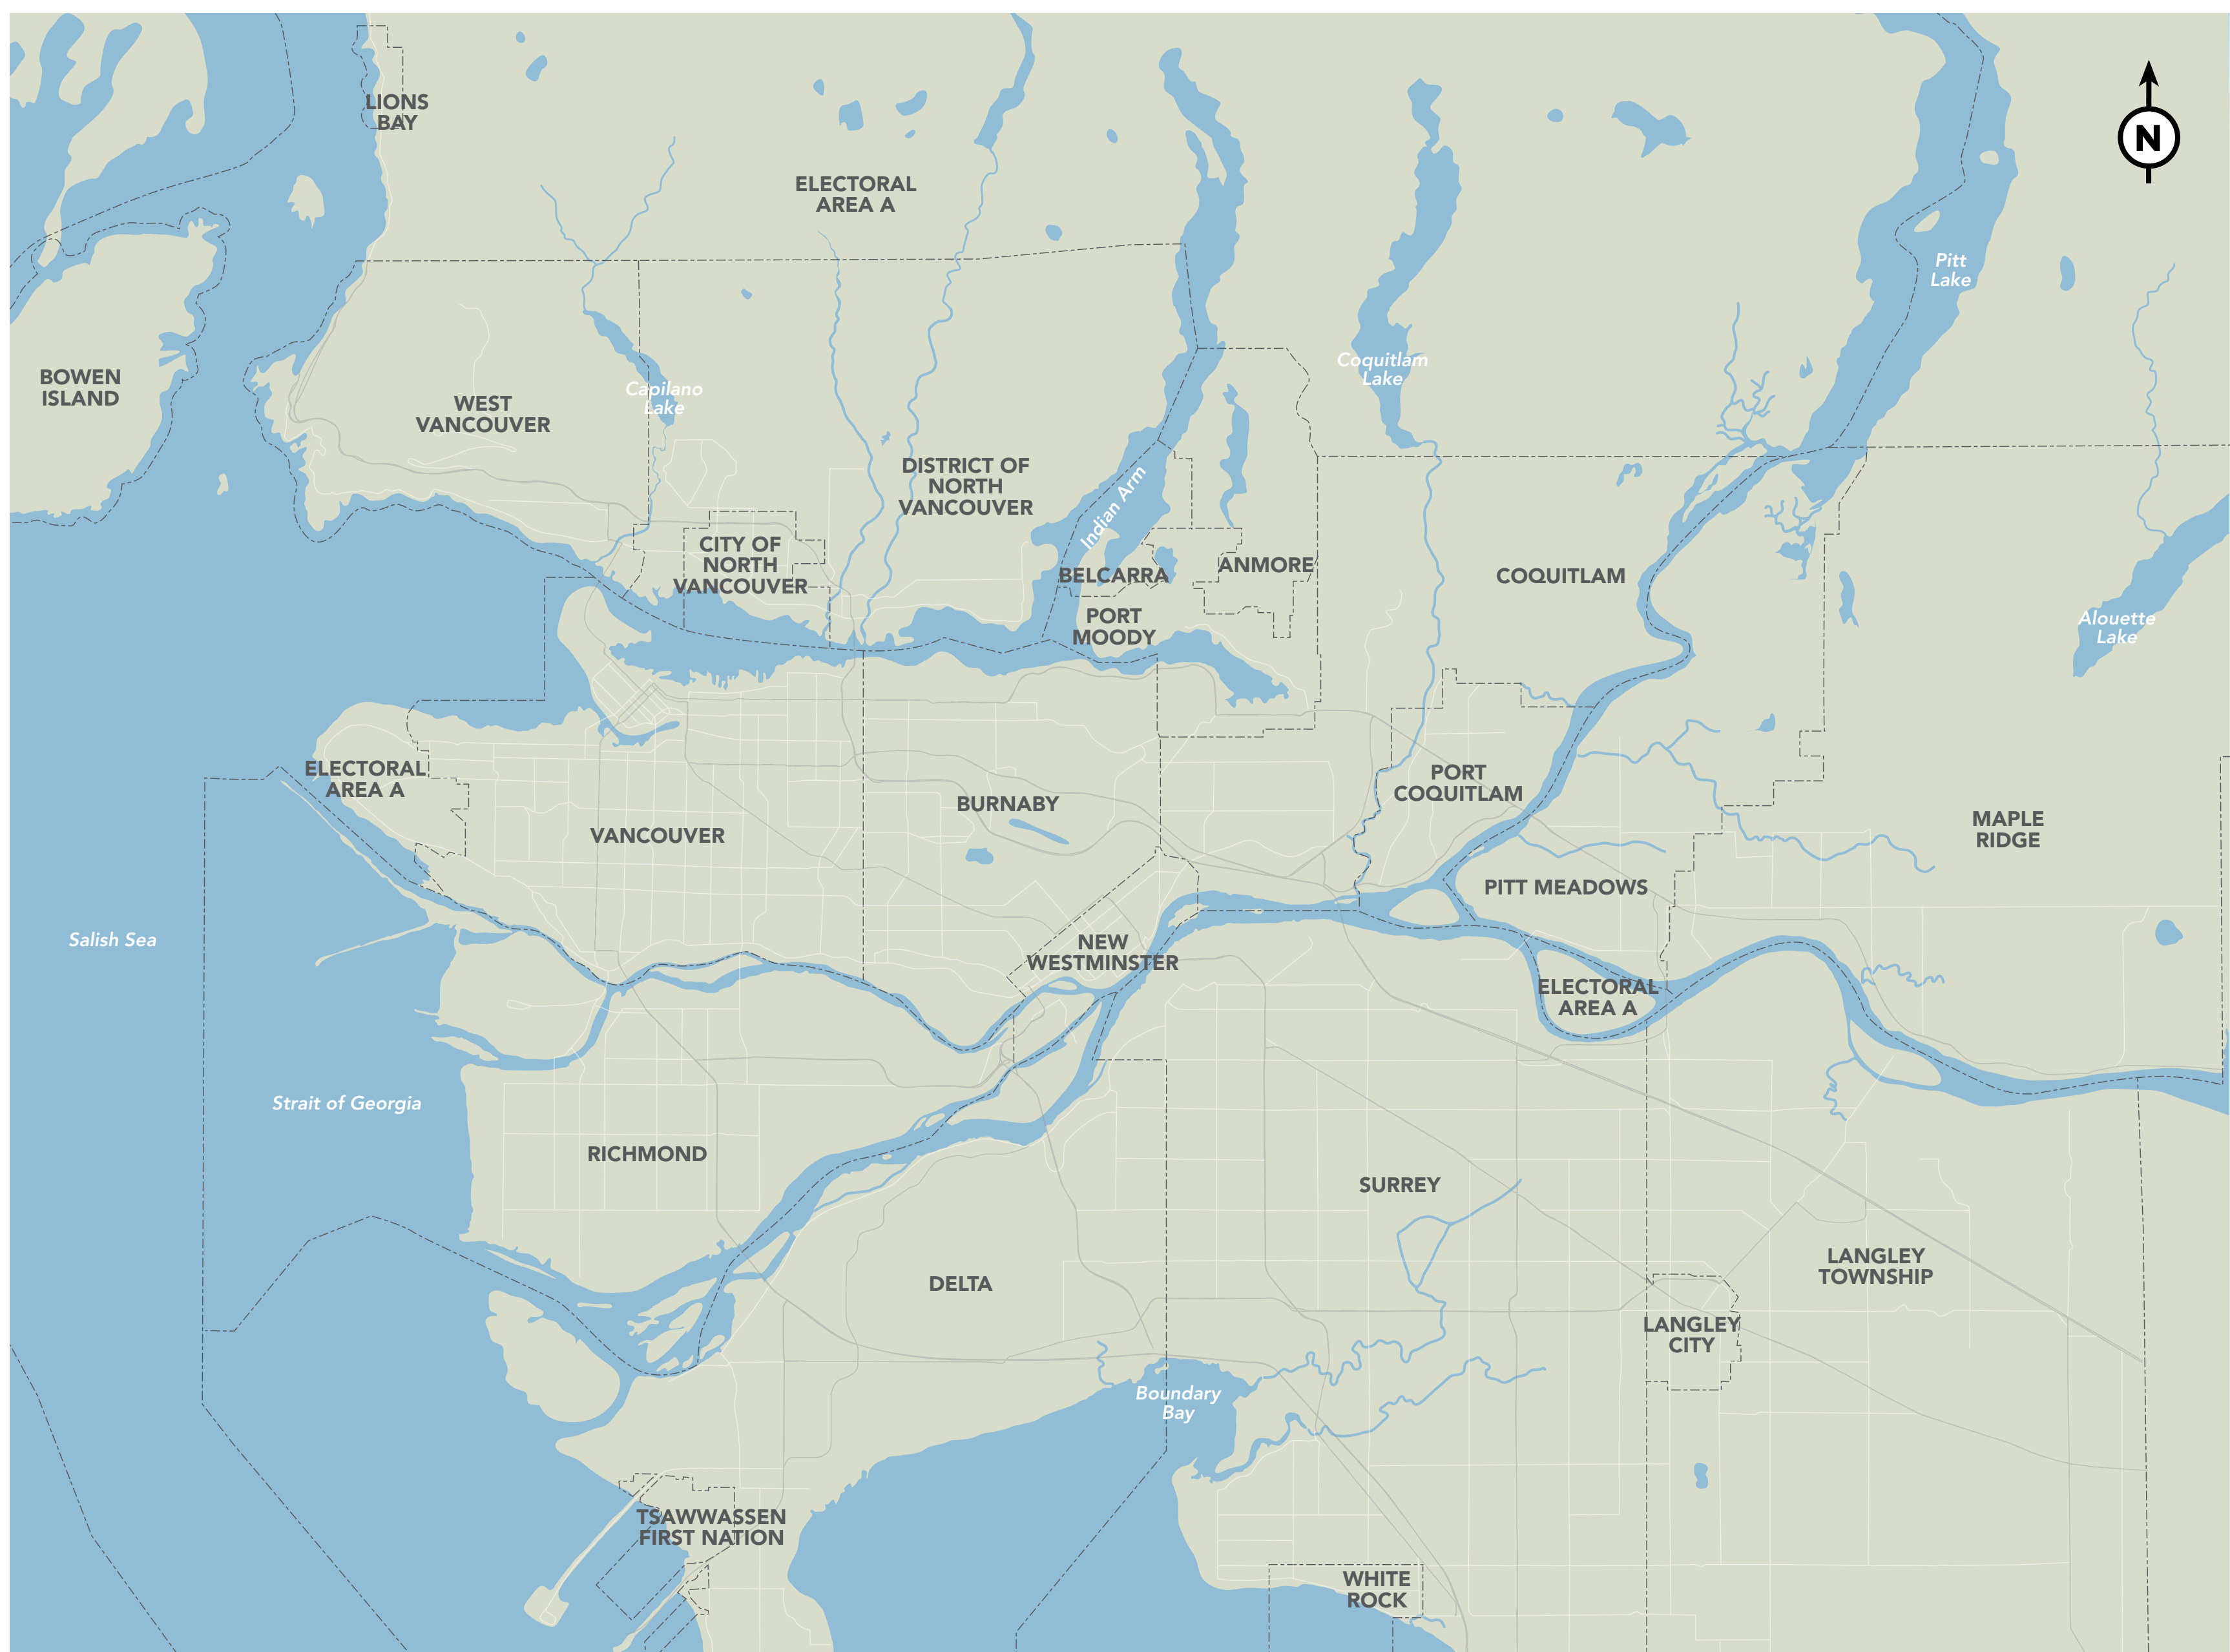 LIONS
BAY
N
ELECTORAL
AREA A
Pitt
Lake
Coquitlam
Lake
BOWEN
ISLAND
Capilano
Lake
WEST
VANCOUVER
DISTRICT OF
NORTH
VANCOUVER
Indian Arm
CITY OF
NORTH
VANCOUVER
BELCARRA
ANMORE
COQUITLAM
PORT
MOODY
Alouette
Lake
ELECTORAL
AREA A
PORT
COQUITLAM
BURNABY
MAPLE
RIDGE
VANCOUVER
PITT MEADOWS
Salish Sea
NEW
WESTMINSTER
ELECTORAL
AREA A
Strait of Georgia
RICHMOND
SURREY
LANGLEY
TOWNSHIP
DELTA
LANGLEY
CITY
Boundary
Bay
TSAWWASSEN
FIRST NATION
WHITE
ROCK